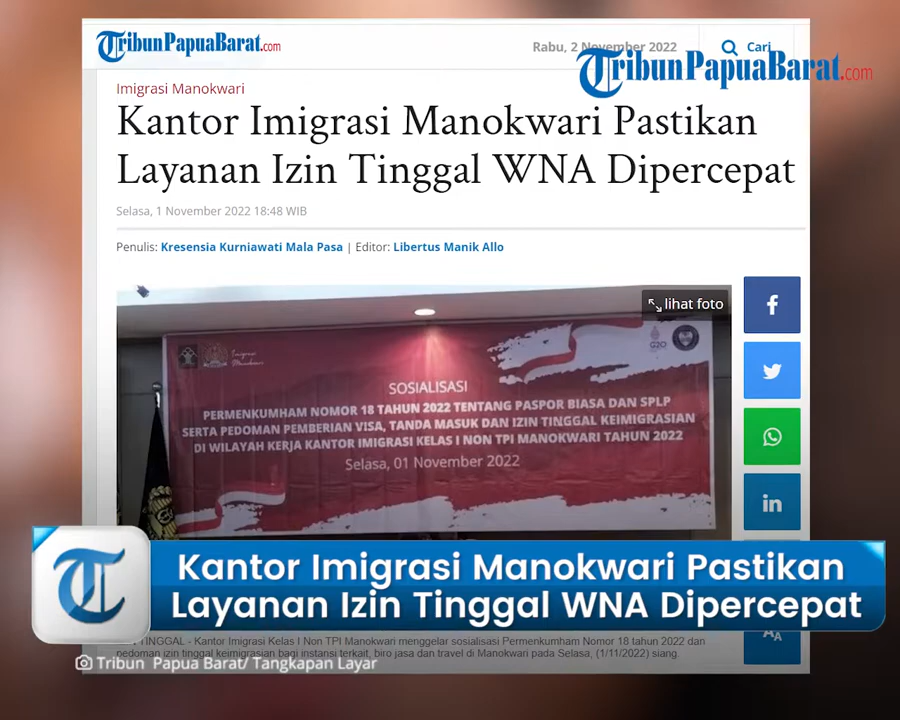 TribunPapuaBarat.com
Rabu, 2 November 2022
Cari
TribunPapuaBarat.com
Imigrasi Manokwari
Kantor Imigrasi Manokwari Pastikan
Layanan Izin Tinggal WNA Dipercepat
Selasa, 1 November 2022 18:48 WIB
Penulis: Kresensia Kurniawati Mala Pasa | Editor: Libertus Manik Allo
lihat foto
Imigrasi
Manokwari
G20
SOSIALISASI
PERMENKUMHAM NOMOR 18 TAHUN 2022 TENTANG PASPOR BIASA DAN SPLP
SERTA PEDOMAN PEMBERIAN VISA, TANDA MASUK DAN IZIN TINGGAL KEIMIGRASIAN
DI WILAYAH KERJA KANTOR IMIGRASI KELAS I NON TPI MANOKWARI TAHUN 2022
Selasa, 01 November 2022
Kantor Imigrasi Manokwari Pastikan
Layanan Izin Tinggal WNA Dipercepat
TINGGAL - Kantor Imigrasi Kelas I Non TPI Manokwari menggelar sosialisasi Permenkumham Nomor 18 tahun 2022 dan
pedoman izin tinggal keimigrasian bagi instansi terkait, biro jasa dan travel di Manokwari pada Selasa, (1/11/2022) siang.
Tribun Papua Barat/ Tangkapan Layar